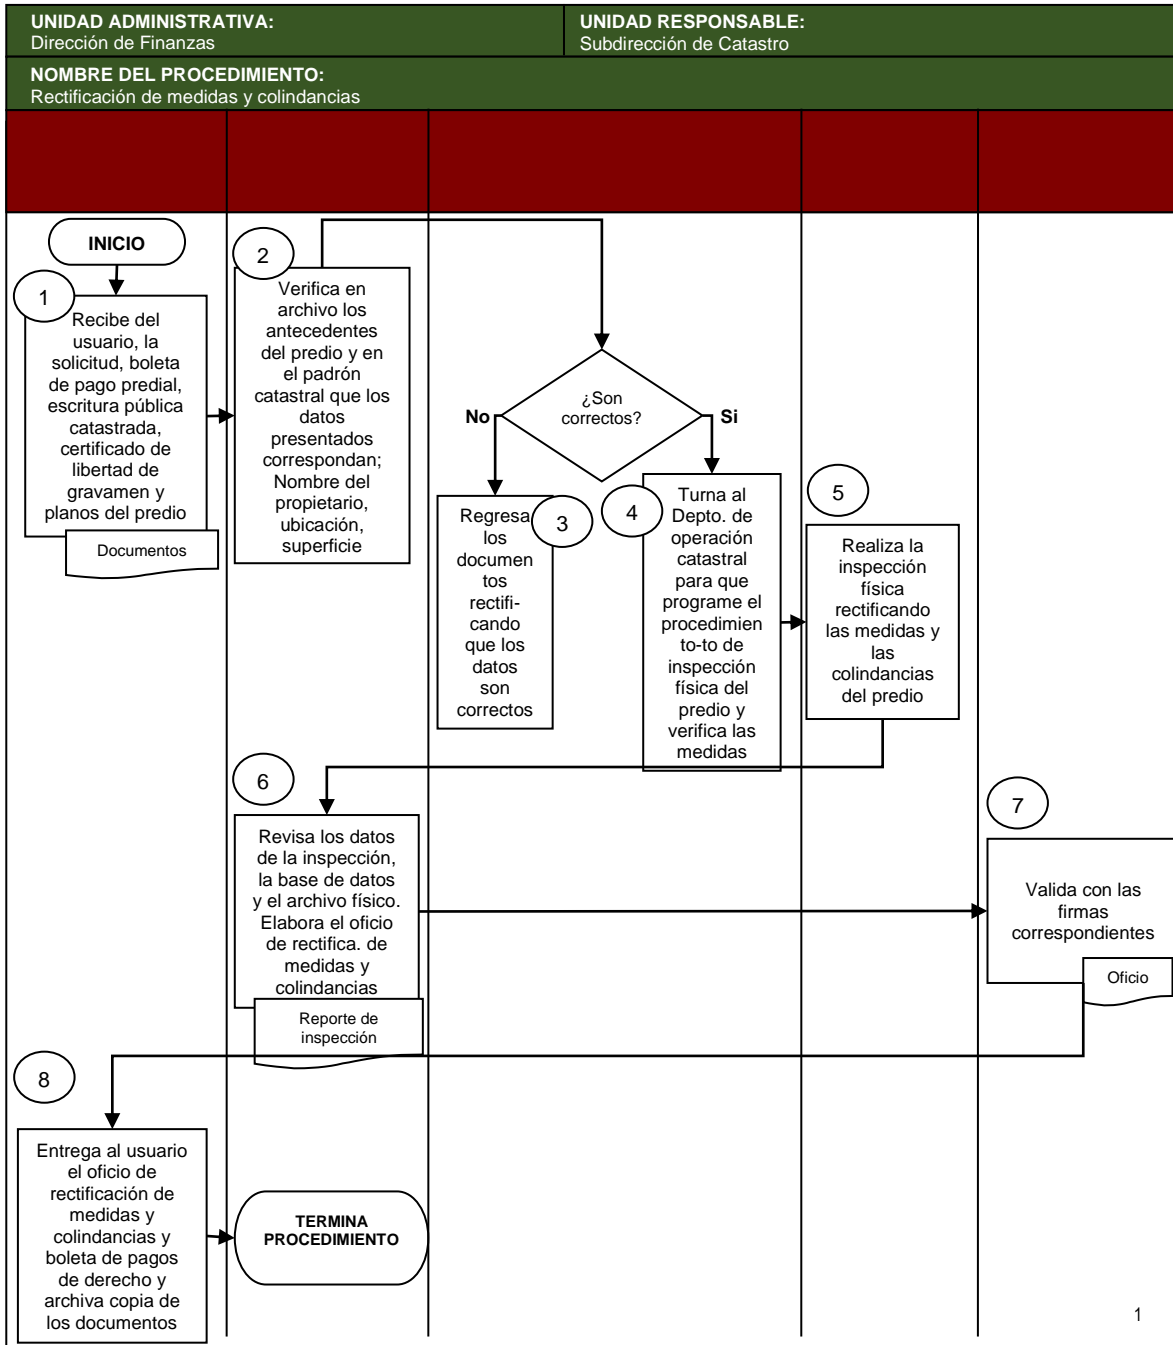 UNIDAD ADMINISTRATIVA:
Dirección de Finanzas
UNIDAD RESPONSABLE:
Subdirección de Catastro
NOMBRE DEL PROCEDIMIENTO:
Rectificación de medidas y colindancias
INICIO
1
Recibe del
usuario, la
solicitud, boleta
de pago predial,
escritura pública
catastrada,
certificado de
libertad de
gravamen y
planos del predio
Documentos
2
Verifica en
archivo los
antecedentes
del predio y en
el padrón
catastral que los
datos
presentados
correspondan;
Nombre del
propietario,
ubicación,
superficie
¿Son
correctos?
No
Si
3
Regresa
los
documen
tos
rectifi-
cando
que los
datos
son
correctos
4
Turna al
Depto. de
operación
catastral
para que
programe el
procedimien
to-to de
inspección
física del
predio y
verifica las
medidas
5
Realiza la
inspección
física
rectificando
las medidas y
las
colindancias
del predio
6
Revisa los datos
de la inspección,
la base de datos
y el archivo físico.
Elabora el oficio
de rectifica. de
medidas y
colindancias
Reporte de
inspección
7
Valida con las
firmas
correspondientes
Oficio
8
Entrega al usuario
el oficio de
rectificación de
medidas y
colindancias y
boleta de pagos
de derecho y
archiva copia de
los documentos
TERMINA
PROCEDIMIENTO
1